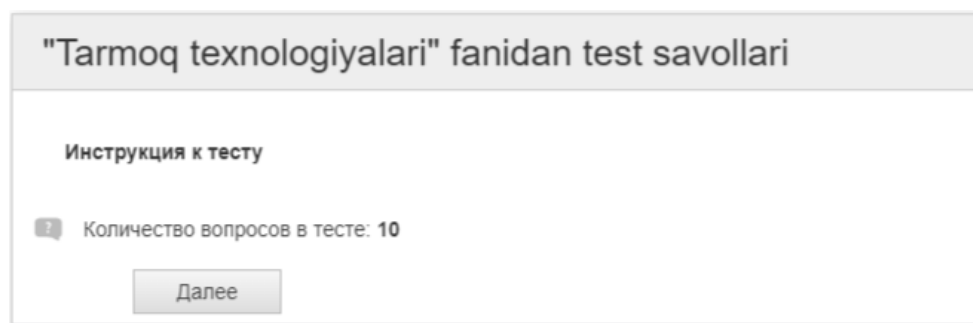 "Tarmoq texnologiyalari" fanidan test savollari
Инструкция к тесту
? Количество вопросов в тесте: 10
Далее